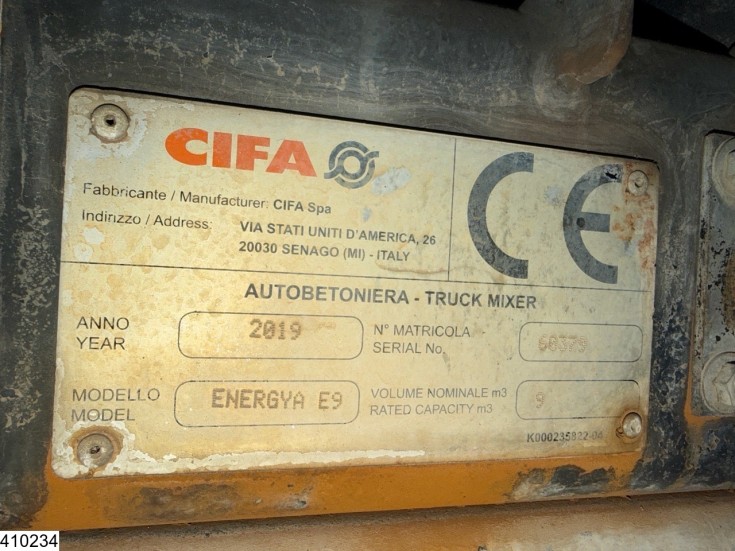 CIFA
Fabbricante / Manufacturer: CIFA Spa
Indirizzo / Address: VIA STATI UNITI D'AMERICA, 26
20030 SENAGO (MI) - ITALY
CE
AUTOBETONIERA - TRUCK MIXER
ANNO
YEAR
2019
N° MATRICOLA -
SERIAL No.
MODELLO
MODEL
ENERGYA E9
VOLUME NOMINALE m3
RATED CAPACITY m3
9
410234